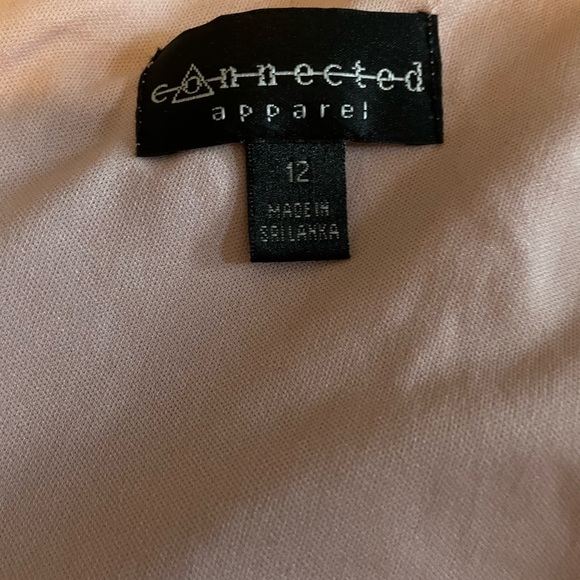 connected
apparel
12
MADE IN
SRI LANKA